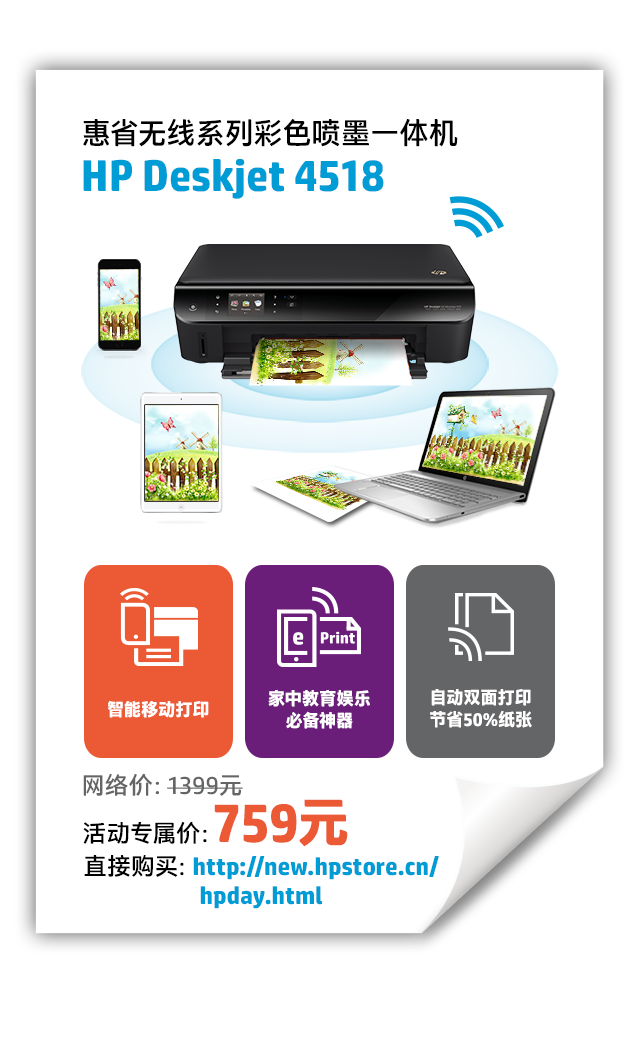 惠省无线系列彩色喷墨一体机
HP Deskjet 4518
e Print
智能移动打印
家中教育娱乐
必备神器
自动双面打印
节省50%纸张
网络价: 1399元
活动专属价: 759元
直接购买: http://new.hpstore.cn/
hpday.html